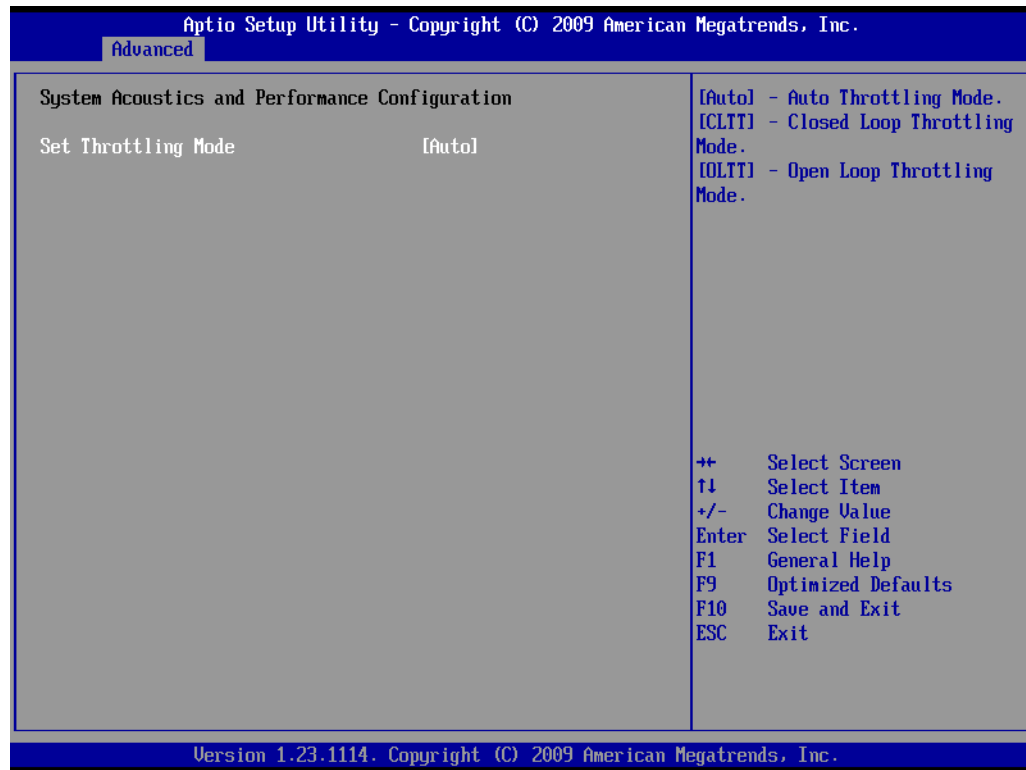 Aptio Setup Utility - Copyright (C) 2009 American Megatrends, Inc.
Advanced
System Acoustics and Performance Configuration
Set Throttling Mode [Auto]
[Auto] - Auto Throttling Mode.
[CLTT] - Closed Loop Throttling
Mode.
[OLTT] - Open Loop Throttling
Mode.
→← Select Screen
↑↓ Select Item
+/- Change Value
Enter Select Field
F1 General Help
F9 Optimized Defaults
F10 Save and Exit
ESC Exit
Version 1.23.1114. Copyright (C) 2009 American Megatrends, Inc.